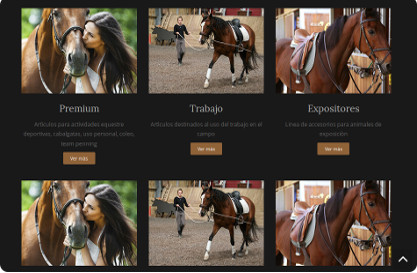 Premium
Artículos para actividades equestre
deportivas, cabalgatas, uso personal, coleo,
team penning
Ver más
Trabajo
Artículos destinados al uso del trabajo en el
campo
Ver más
Expositores
Línea de accesorios para animales de
exposición
Ver más